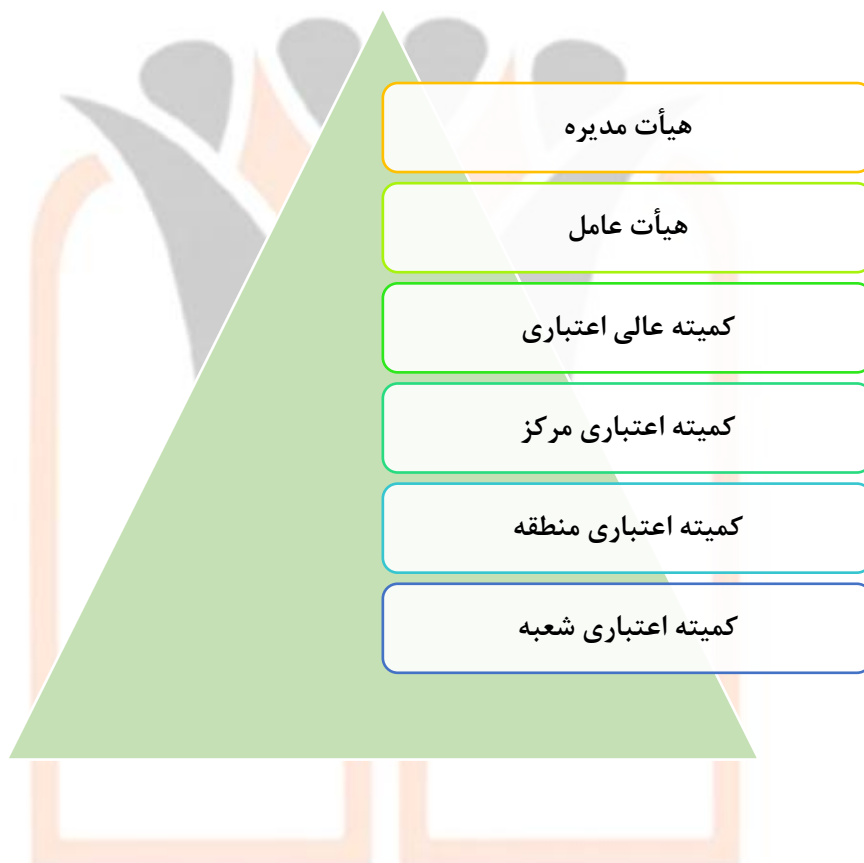 هیأت مدیره
هیأت عامل
کمیته عالی اعتباری
کمیته اعتباری مرکز
کمیته اعتباری منطقه
کمیته اعتباری شعبه